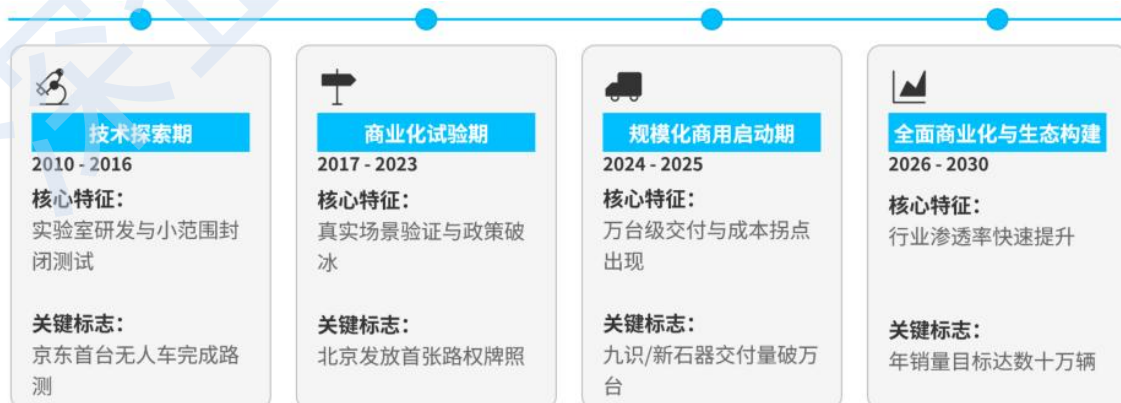 技术探索期
2010 - 2016
核心特征：
实验室研发与小范围封
闭测试
关键标志：
京东首台无人车完成路
测
商业化试验期
2017 - 2023
核心特征：
真实场景验证与政策破
冰
关键标志：
北京发放首张路权牌照
规模化商用启动期
2024 - 2025
核心特征：
万台级交付与成本拐点
出现
关键标志：
九识/新石器交付量破万
台
全面商业化与生态构建
2026 - 2030
核心特征：
行业渗透率快速提升
关键标志：
年销量目标达数十万辆